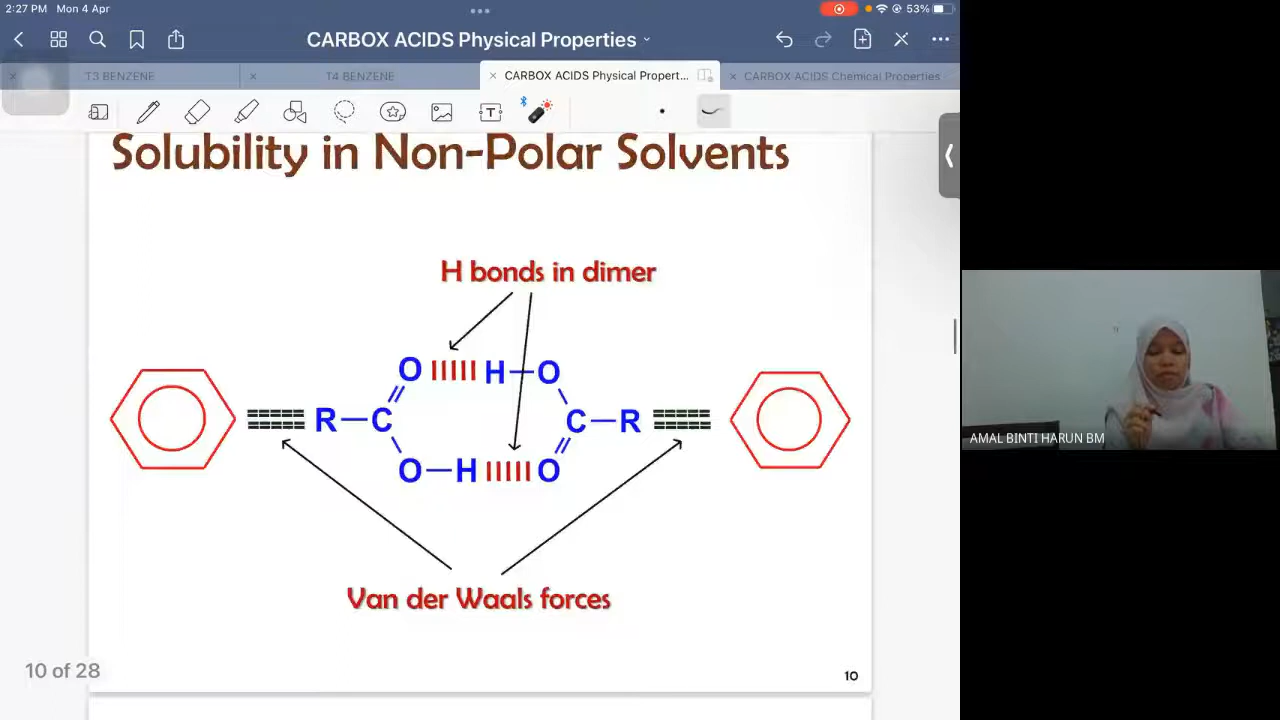 2:27 PM Mon 4 Apr
53%
CARBOX ACIDS Physical Properties
T3 BENZENE
T4 BENZENE
CARBOX ACIDS Physical Propert...
CARBOX ACIDS Chemical Properties
T
Solubility in Non-Polar Solvents
H bonds in dimer
O H O
R C C R
O H O
Van der Waals forces
10 of 28
10
AMAL BINTI HARUN BM